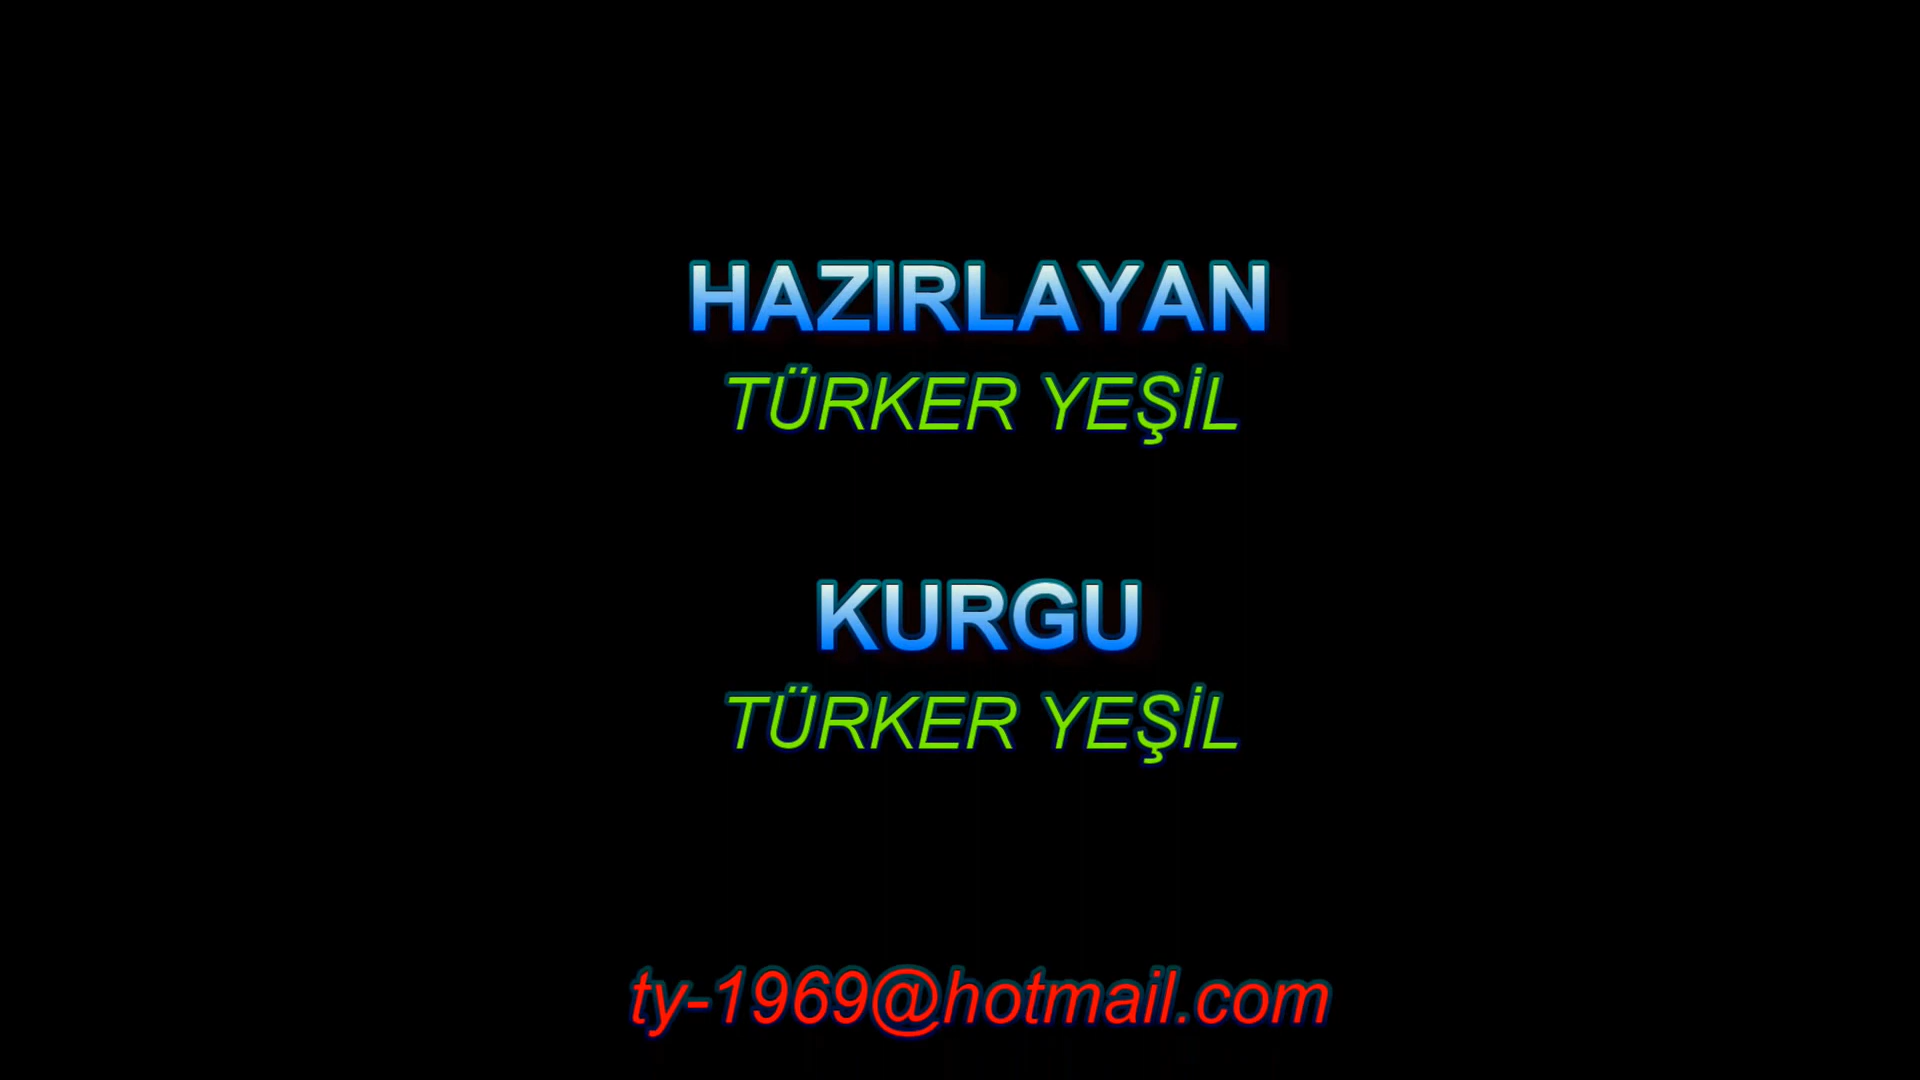 HAZIRLAYAN
TÜRKER YEŞİL
KURGU
TÜRKER YEŞİL
ty-1969@hotmail.com